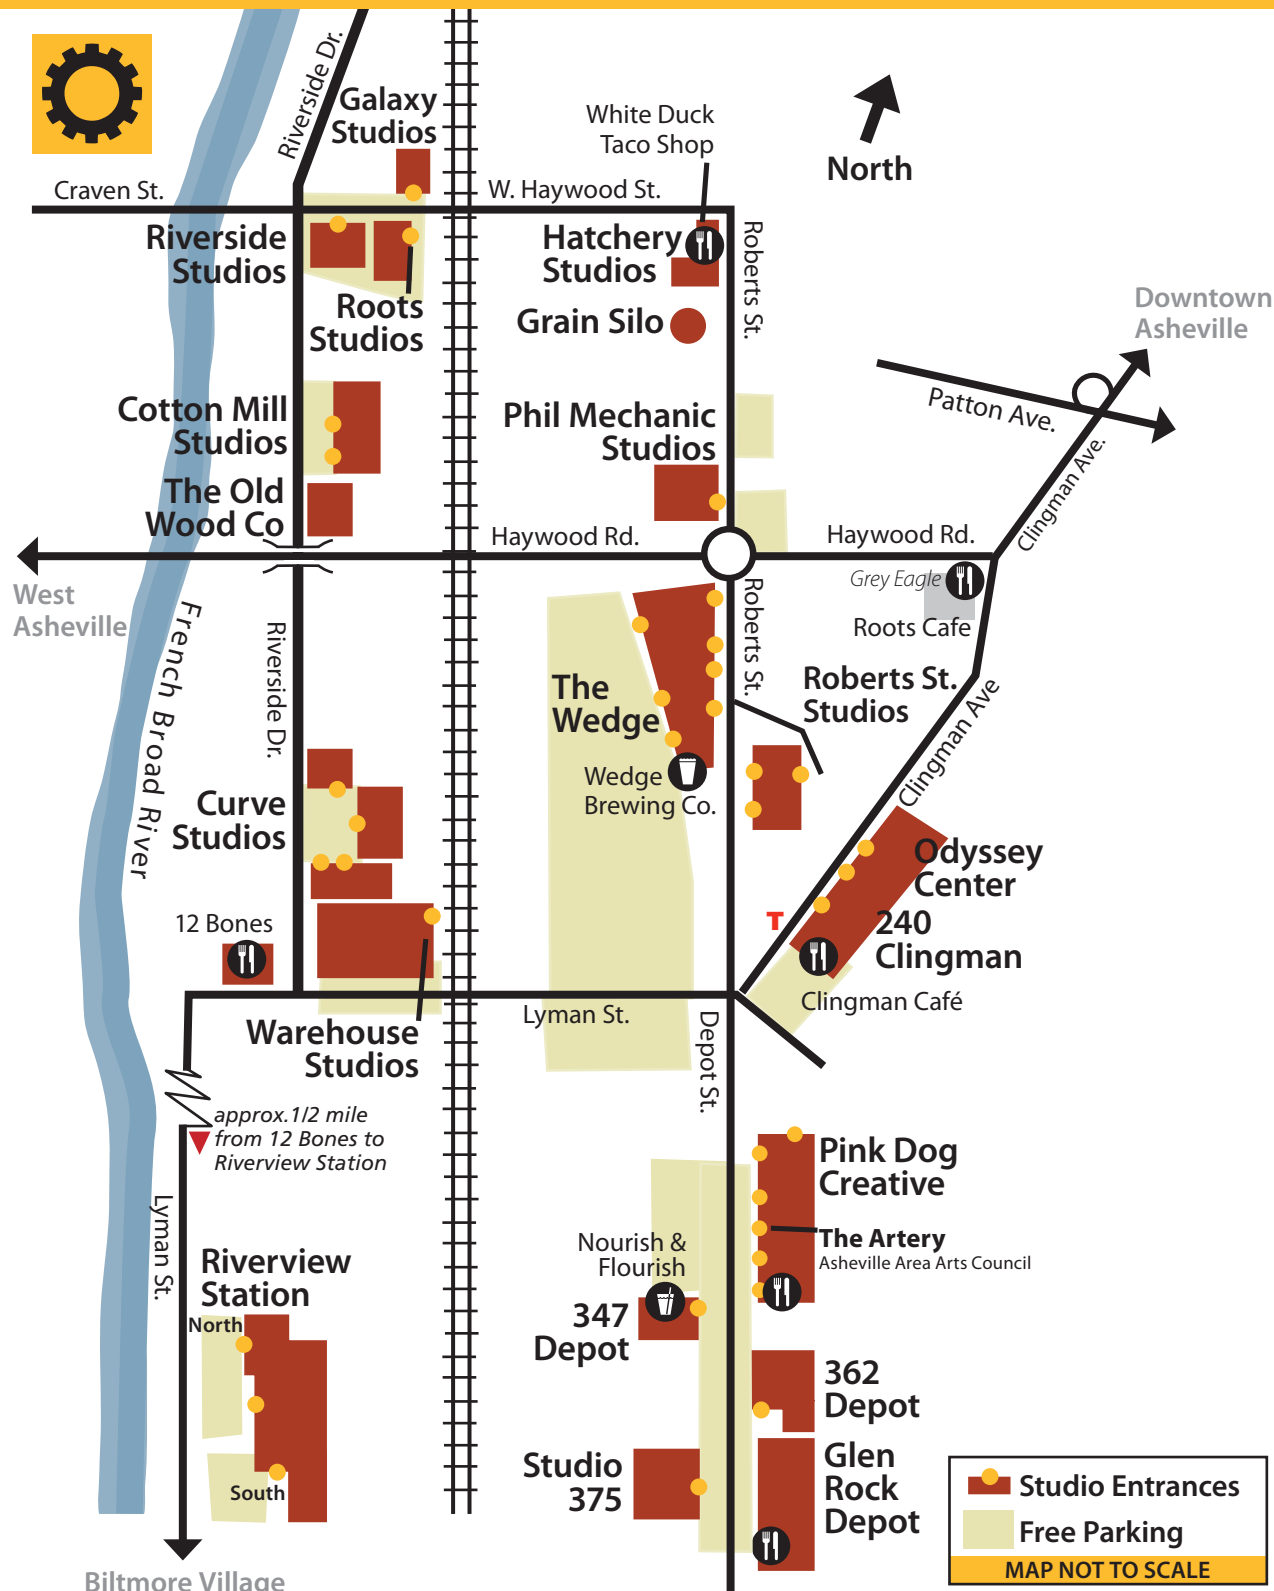 Riverside Dr.
Galaxy
Studios
White Duck
Taco Shop
North
Craven St.
W. Haywood St.
Riverside
Studios
Hatchery
Studios
Roberts St.
Roots
Studios
Grain Silo
Downtown
Asheville
Cotton Mill
Studios
Phil Mechanic
Studios
Patton Ave.
Clingman Ave.
The Old
Wood Co
Haywood Rd.
Haywood Rd.
Grey Eagle
Roots Cafe
West
Asheville
French Broad River
Riverside Dr.
Roberts St.
The
Wedge
Roberts St.
Studios
Wedge
Brewing Co.
Clingman Ave
Curve
Studios
Odyssey
Center
12 Bones
T
240
Clingman
Clingman Café
Lyman St.
Warehouse
Studios
Depot St.
approx.1/2 mile
from 12 Bones to
Riverview Station
Pink Dog
Creative
Lyman St.
The Artery
Asheville Area Arts Council
Riverview
Station
North
Nourish &
Flourish
347
Depot
362
Depot
South
Studio
375
Glen
Rock
Depot
Studio Entrances
Free Parking
MAP NOT TO SCALE
Biltmore Village